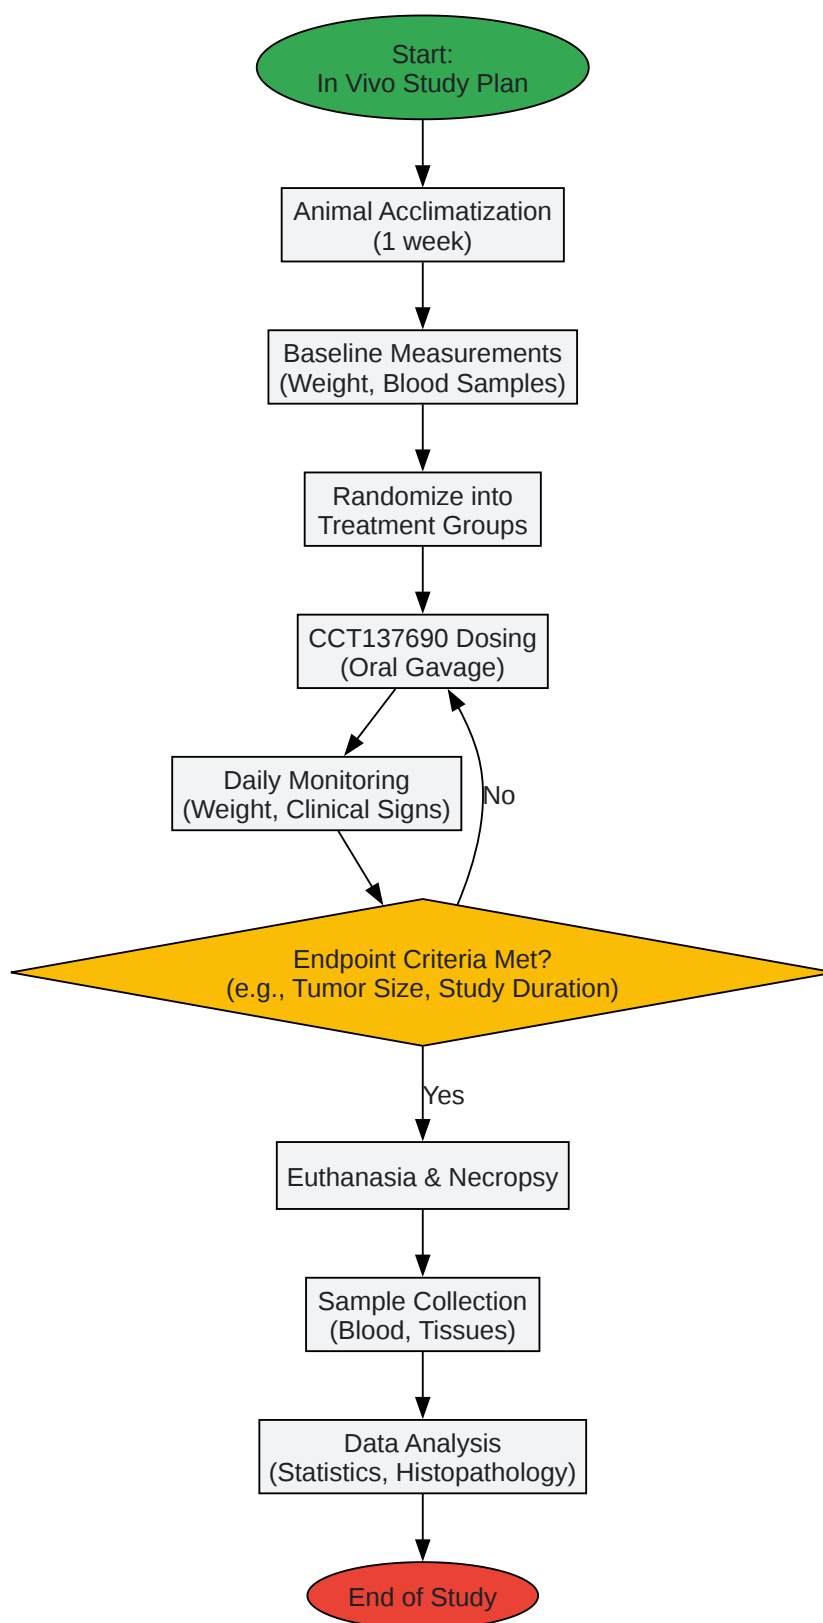 Start:
In Vivo Study Plan
Animal Acclimatization
(1 week)
Baseline Measurements
(Weight, Blood Samples)
Randomize into
Treatment Groups
CCT137690 Dosing
(Oral Gavage)
Daily Monitoring
(Weight, Clinical Signs)
No
Endpoint Criteria Met?
(e.g., Tumor Size, Study Duration)
Yes
Euthanasia & Necropsy
Sample Collection
(Blood, Tissues)
Data Analysis
(Statistics, Histopathology)
End of Study